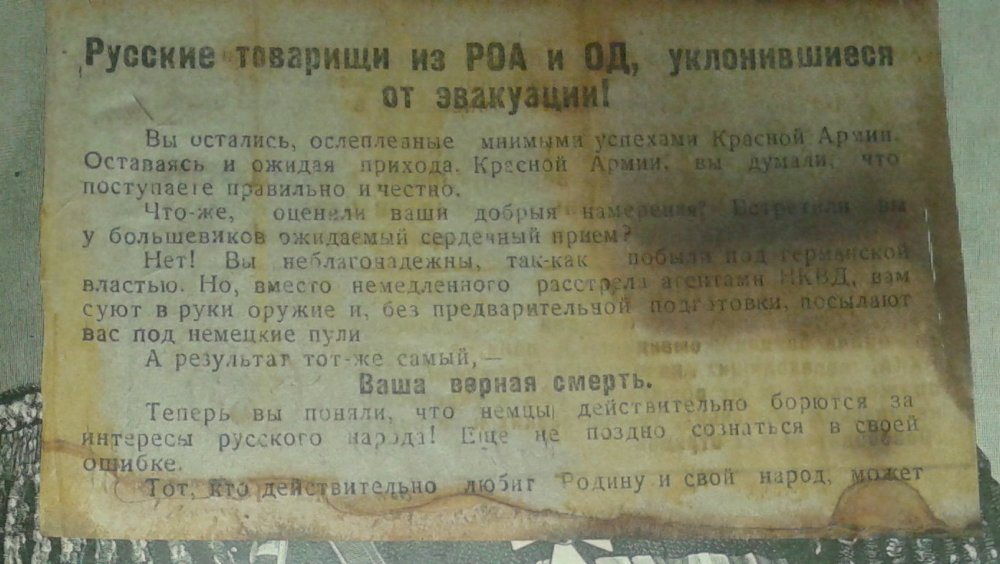 Русские товарищи из РОА и ОД, уклонившиеся
от эвакуации!
Вы остались, ослепленные мнимыми успехами Красной Армии.
Оставаясь и ожидая прихода Красной Армии, вы думали, что
поступаете правильно и честно.
Что-же, оценили ваши добрыя намерения? Встретили вы
у большевиков ожидаемый сердечный прием?
Нет! Вы неблагонадежны, так-как побыли под германской
властью. Но, вместо немедленного расстрела агентами НКВД, вам
суют в руки оружие и, без предварительной подготовки, посылают
вас под немецкие пули
А результат тот-же самый,—
Ваша верная смерть.
Теперь вы поняли, что немцы действительно борются за
интересы русского народа! Еще не поздно сознаться в своей
ошибке.
Тот, кто действительно любит Родину и свой народ, может